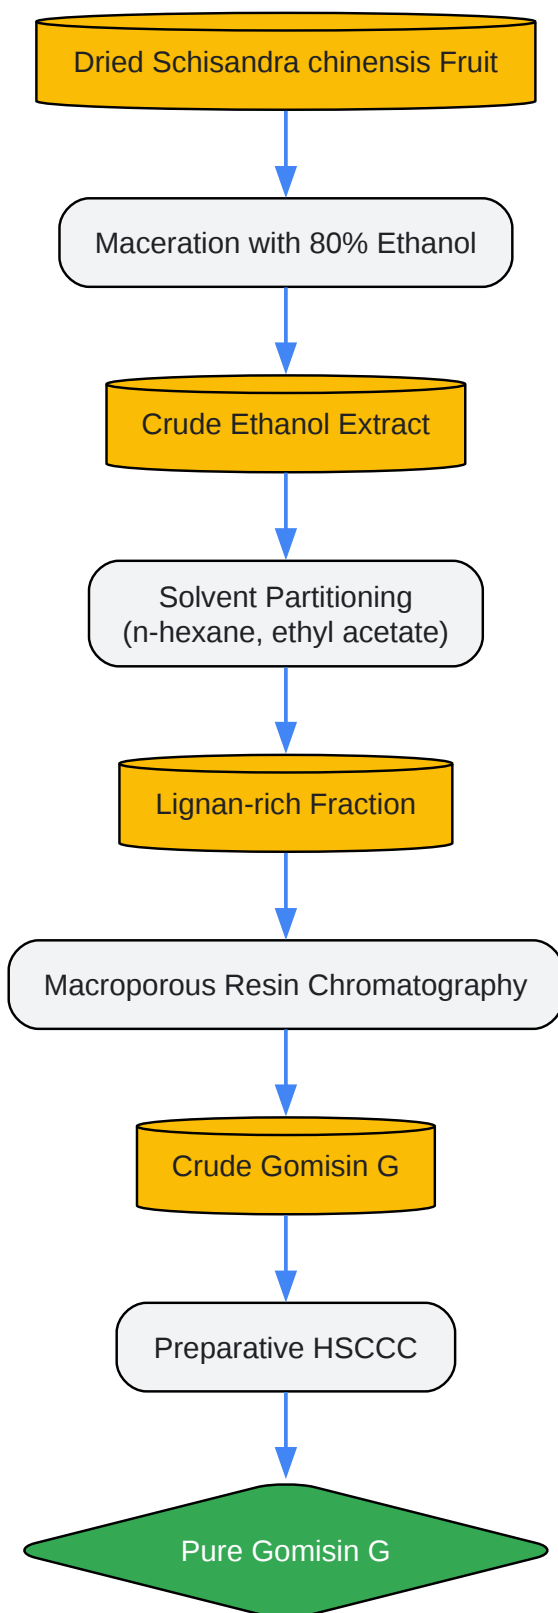 Dried Schisandra chinensis Fruit
Maceration with 80% Ethanol
Crude Ethanol Extract
Solvent Partitioning
(n-hexane, ethyl acetate)
Lignan-rich Fraction
Macroporous Resin Chromatography
Crude Gomisin G
Preparative HSCCC
Pure Gomisin G